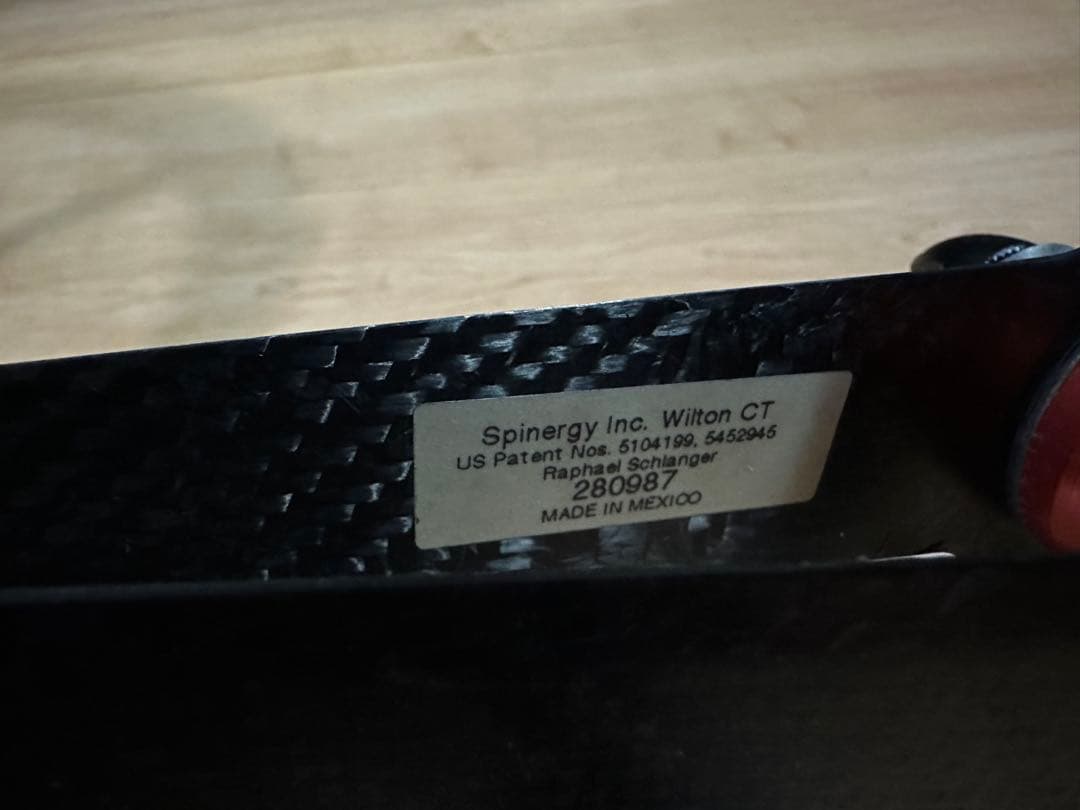 Spinergy Inc. Wilton CT
US Patent Nos. 5104199, 5452945
Raphael Schlanger
280987
MADE IN MEXICO